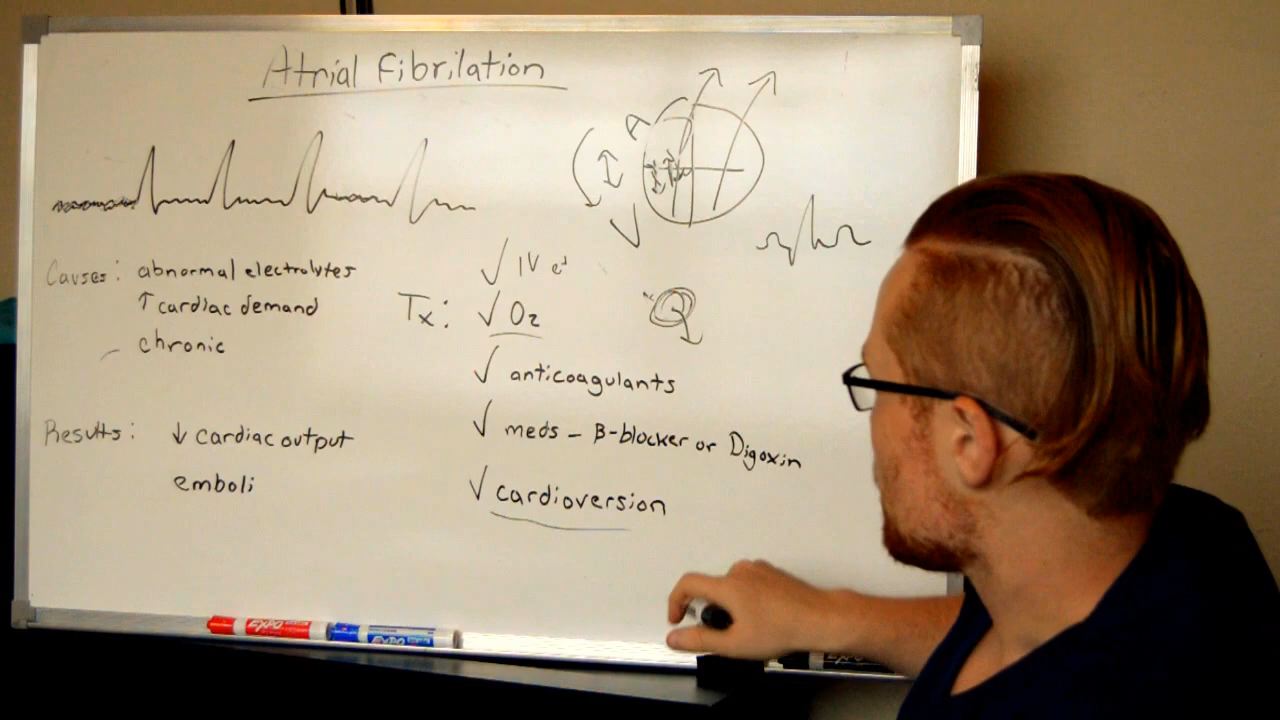 Atrial Fibrilation
A
Causes: abnormal electrolytes
↑ cardiac demand
chronic
Results: ↓ cardiac output
emboli
✓ IV
Tx: ✓ O₂
Q
✓ anticoagulants
✓ meds - B-blocker or Digoxin
✓ cardioversion
EXPO
EXPO